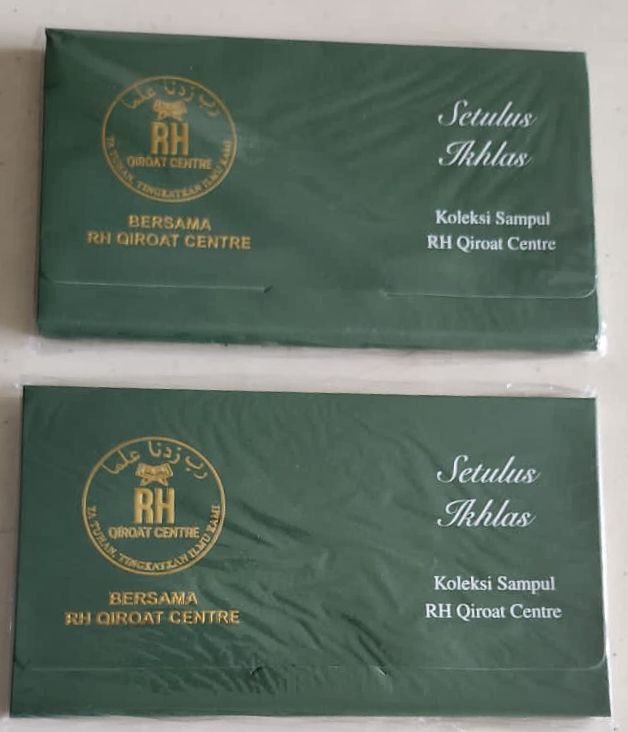 رب زدنا علما
RH
QIROAT CENTRE
YA TUHAN, TINGKATKAN ILMU KAMI
BERSAMA
RH QIROAT CENTRE
Setulus
Ikhlas
Koleksi Sampul
RH Qiroat Centre
رب زدنا علما
RH
QIROAT CENTRE
YA TUHAN, TINGKATKAN ILMU KAMI
BERSAMA
RH QIROAT CENTRE
Setulus
Ikhlas
Koleksi Sampul
RH Qiroat Centre